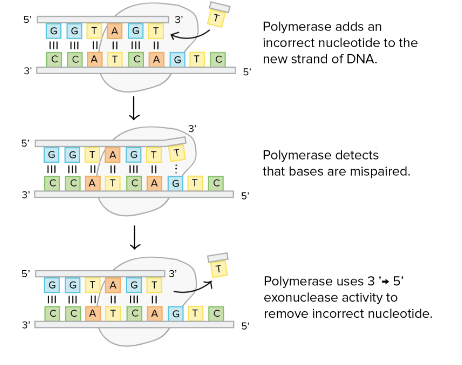 5' 3' T
G G T A G T
C C A T C A G T C
3' 5'
Polymerase adds an
incorrect nucleotide to the
new strand of DNA.
3'
5'
G G T A G T T
C C A T C A G T C
3' 5'
Polymerase detects
that bases are mispaired.
5' 3' T
G G T A G T
C C A T C A G T C
3' 5'
Polymerase uses 3 '→ 5'
exonuclease activity to
remove incorrect nucleotide.